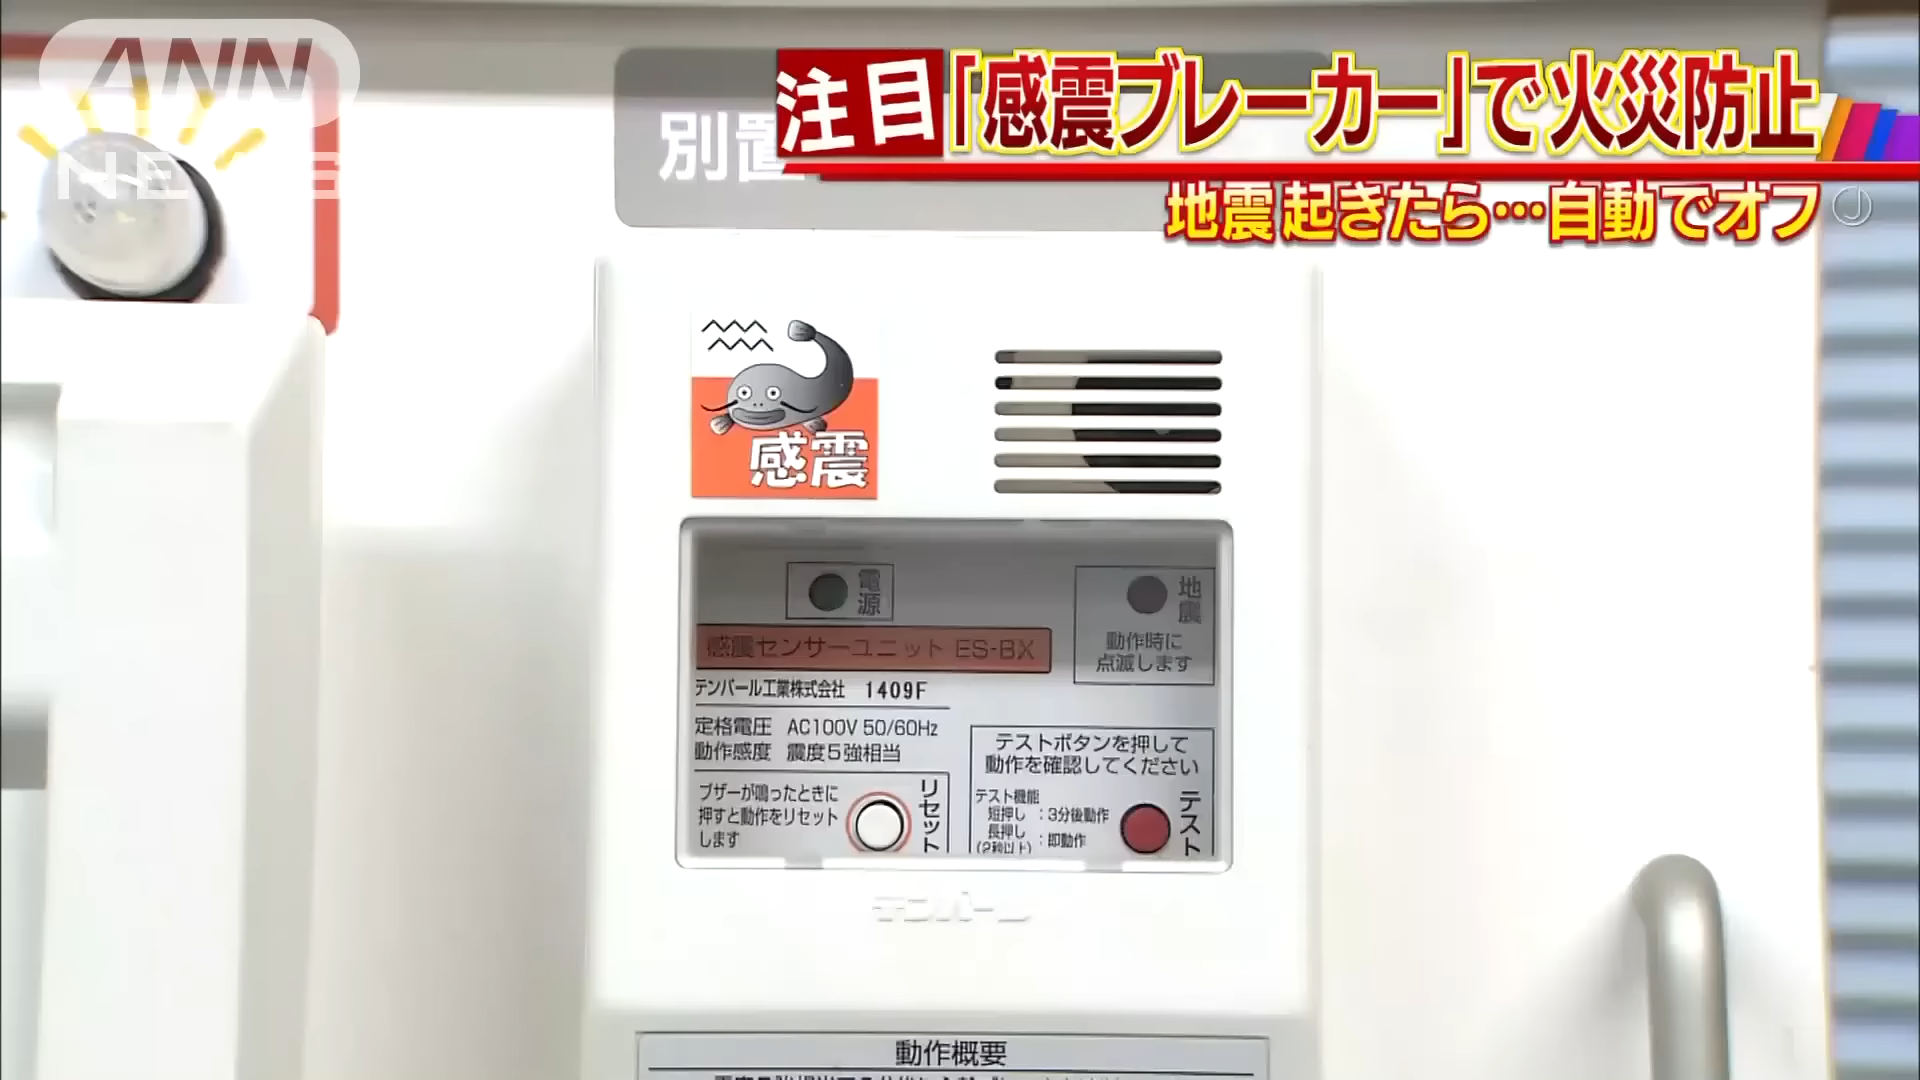 ANN
NEWS
注目「感震ブレーカー」で火災防止
地震起きたら…自動でオフ
別置
感震
電源
地震
動作時に
点滅します
感震センサーユニット ES-BX
テンパール工業株式会社 1409F
定格電圧 AC100V 50/60Hz
動作感度 震度5強相当
ブザーが鳴ったときに
押すと動作をリセット
します
リセット
テストボタンを押して
動作を確認してください
テスト機能
短押し :3分後動作
長押し
(2秒以上) :即動作
テスト
テンパール
動作概要